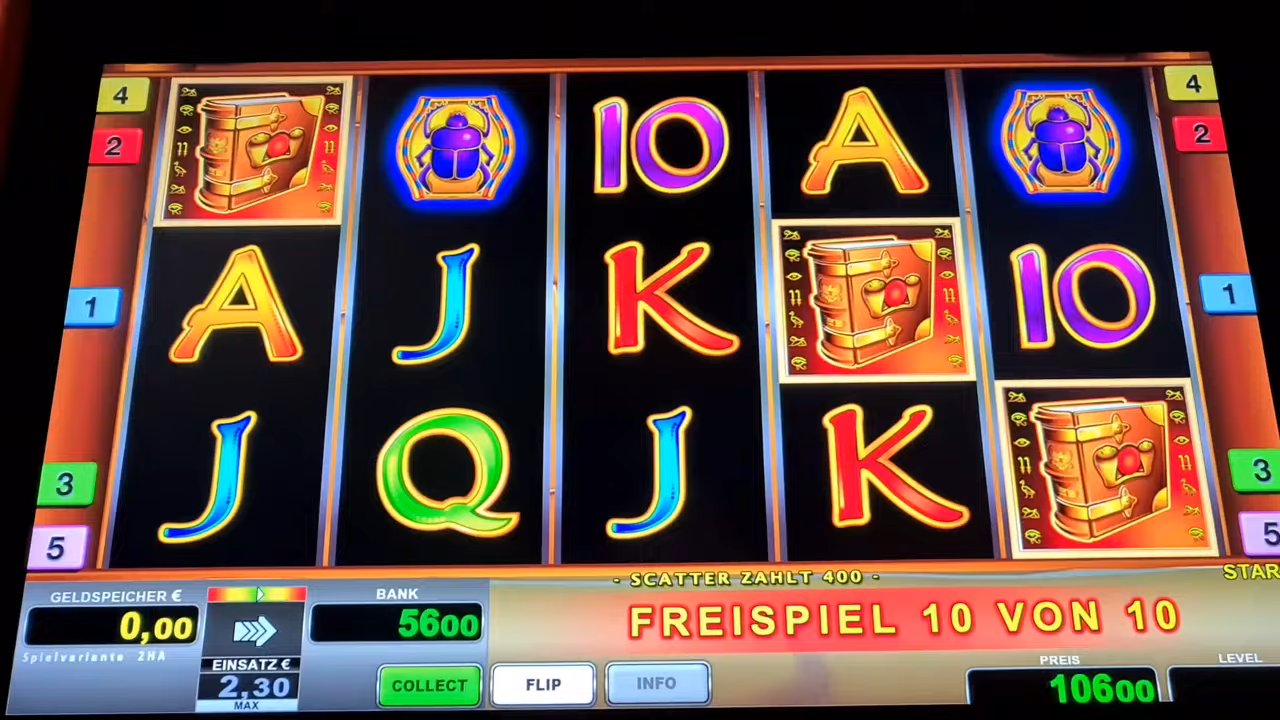 4
4
2
2
10
A
A
J
K
10
1
1
J
Q
J
K
3
3
5
5
- SCATTER ZAHLT 400 -
STAR
GELDSPEICHER €
BANK
0,00
5600
FREISPIEL 10 VON 10
Spielvariante 2HA
EINSATZ €
2,30
MAX
COLLECT
FLIP
INFO
PREIS
LEVEL
10600